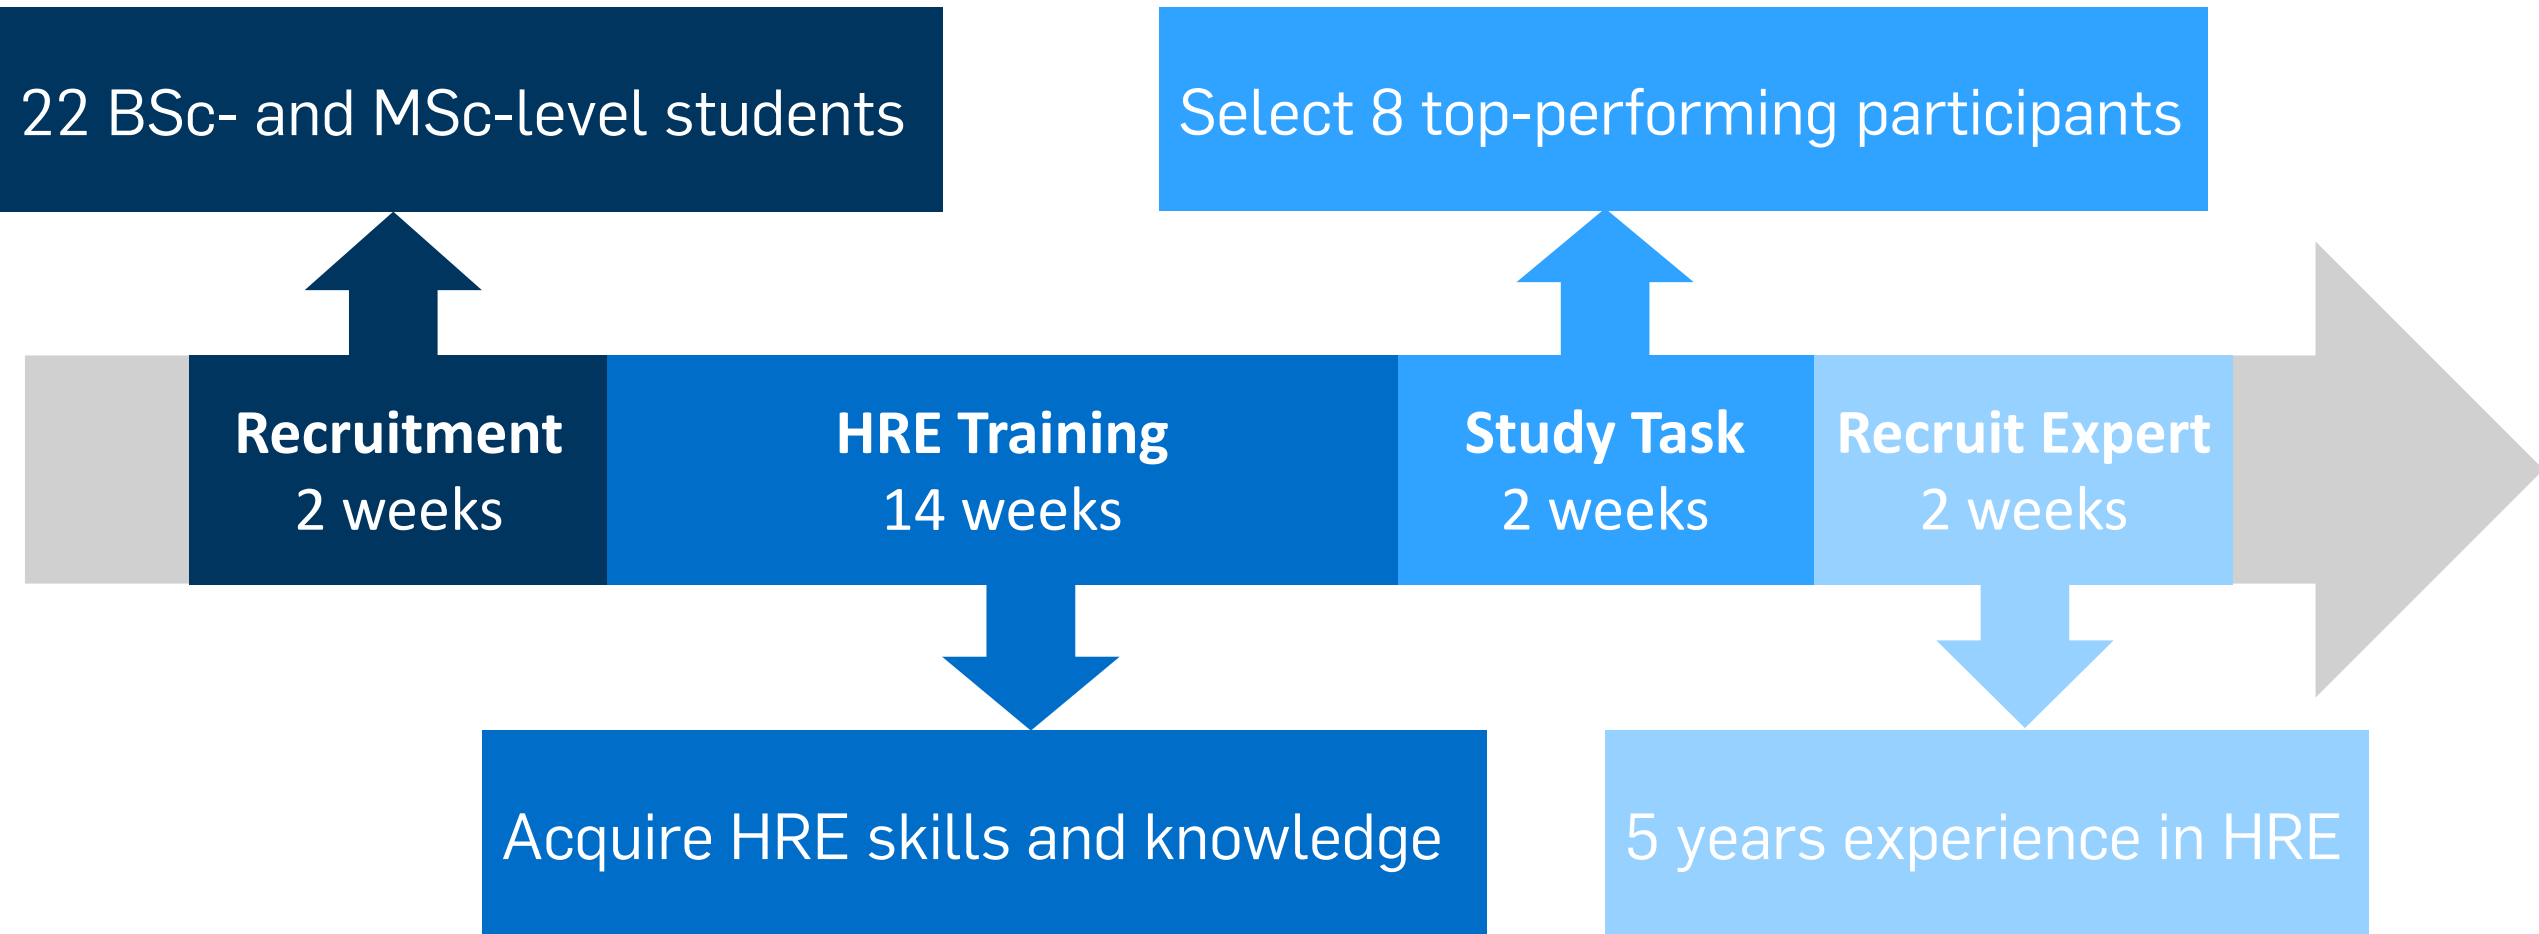 22 BSc- and MSc-level students
Select 8 top-performing participants
Recruitment
2 weeks
HRE Training
14 weeks
Study Task
2 weeks
Recruit Expert
2 weeks
Acquire HRE skills and knowledge
5 years experience in HRE